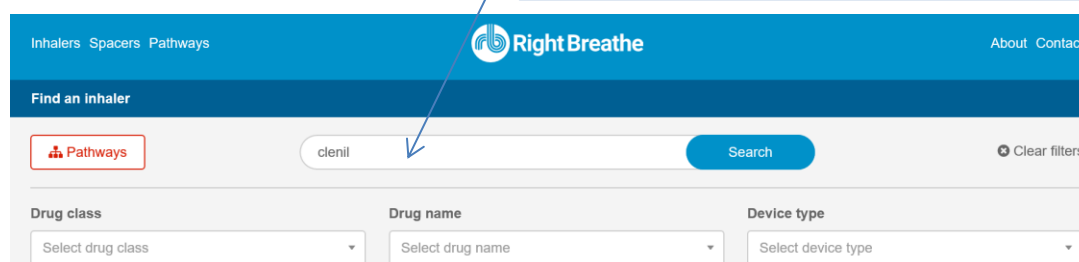 Inhalers Spacers Pathways
RightBreathe
About Contac
Find an inhaler
Pathways
clenil
Search
Clear filters
Drug class
Drug name
Device type
Select drug class
Select drug name
Select device type